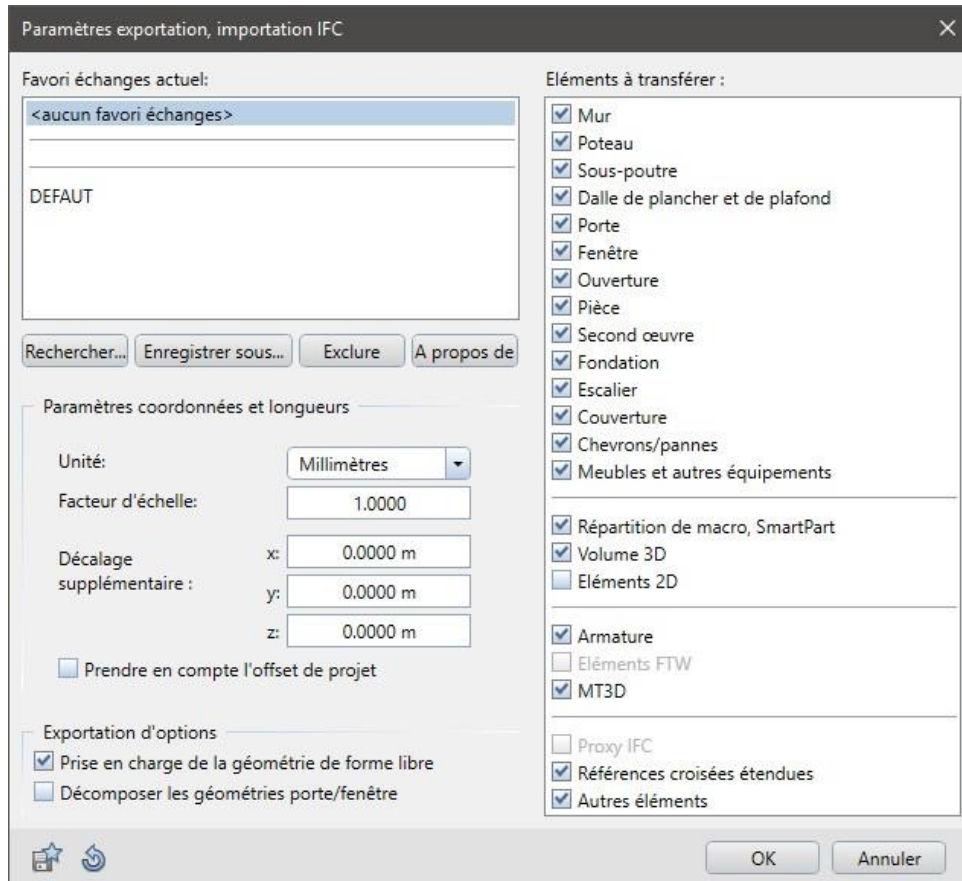 Paramètres exportation, importation IFC
Favori échanges actuel:
<aucun favori échanges>
DEFAUT
Rechercher... Enregistrer sous... Exclure A propos de
Paramètres coordonnées et longueurs
Unité: Millimètres
Facteur d'échelle: 1.0000
Décalage
supplémentaire :
x: 0.0000 m
y: 0.0000 m
z: 0.0000 m
Prendre en compte l'offset de projet
Exportation d'options
Prise en charge de la géométrie de forme libre
Décomposer les géométries porte/fenêtre
Eléments à transférer :
Mur
Poteau
Sous-poutre
Dalle de plancher et de plafond
Porte
Fenêtre
Ouverture
Pièce
Second œuvre
Fondation
Escalier
Couverture
Chevrons/pannes
Meubles et autres équipements
Répartition de macro, SmartPart
Volume 3D
Eléments 2D
Armature
Eléments FTW
MT3D
Proxy IFC
Références croisées étendues
Autres éléments
OK Annuler